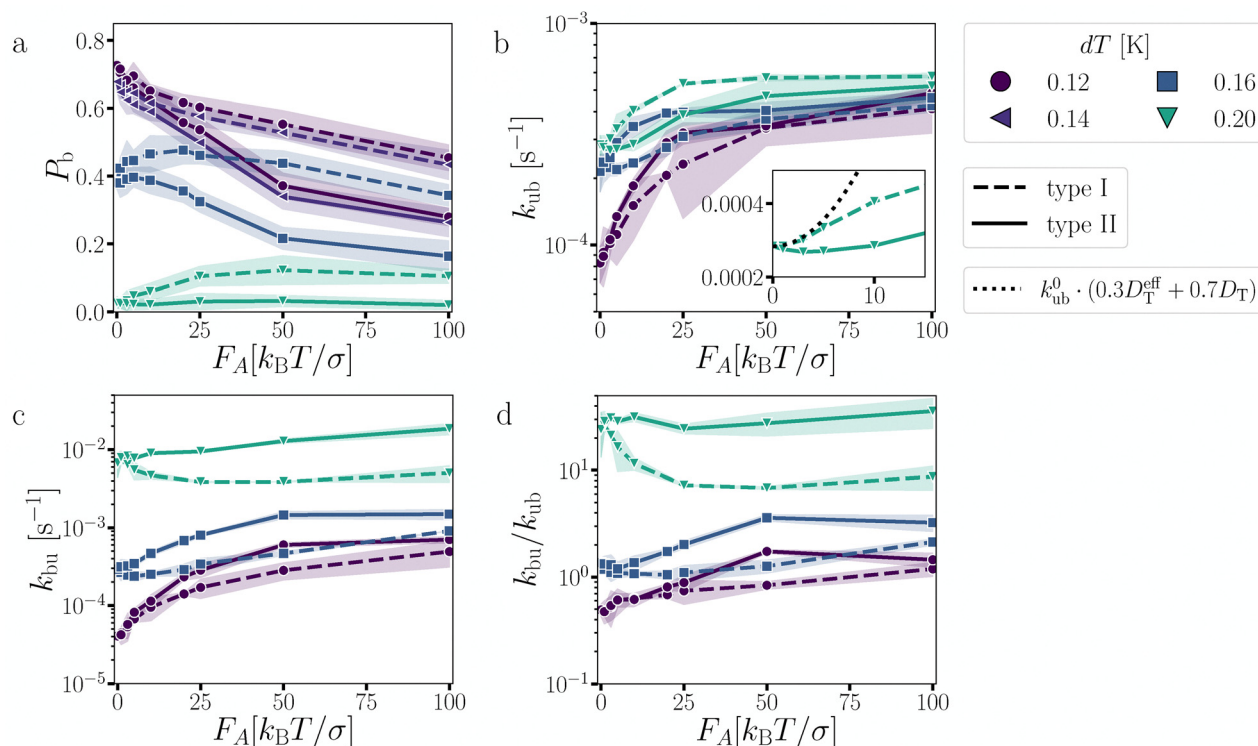 a
0.8
0.6
0.4
0.2
0.0
P_b
0 25 50 75 100
F_A[k_BT/σ]
b
10^{-3}
10^{-4}
k_ub [s^{-1}]
0.0004
0.0002
0 10
0 25 50 75 100
F_A[k_BT/σ]
dT [K]
0.12 0.16
0.14 0.20
type I
type II
k_ub^0 · (0.3D_T^eff + 0.7D_T)
c
10^{-2}
10^{-3}
10^{-4}
10^{-5}
k_bu [s^{-1}]
0 25 50 75 100
F_A[k_BT/σ]
d
10^1
10^0
10^{-1}
k_bu/k_ub
0 25 50 75 100
F_A[k_BT/σ]